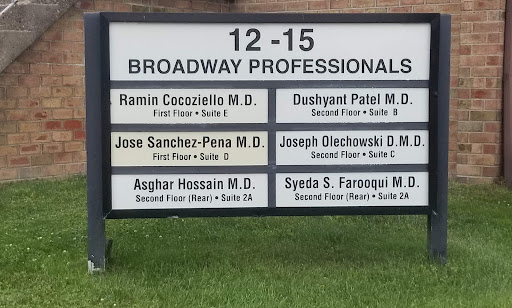 12 -15
BROADWAY PROFESSIONALS
Ramin Cocoziello M.D.
First Floor • Suite E
Dushyant Patel M.D.
Second Floor • Suite B
Jose Sanchez-Pena M.D.
First Floor • Suite D
Joseph Olechowski D.M.D.
Second Floor • Suite C
Asghar Hossain M.D.
Second Floor (Rear) • Suite 2A
Syeda S. Farooqui M.D.
Second Floor (Rear) • Suite 2A